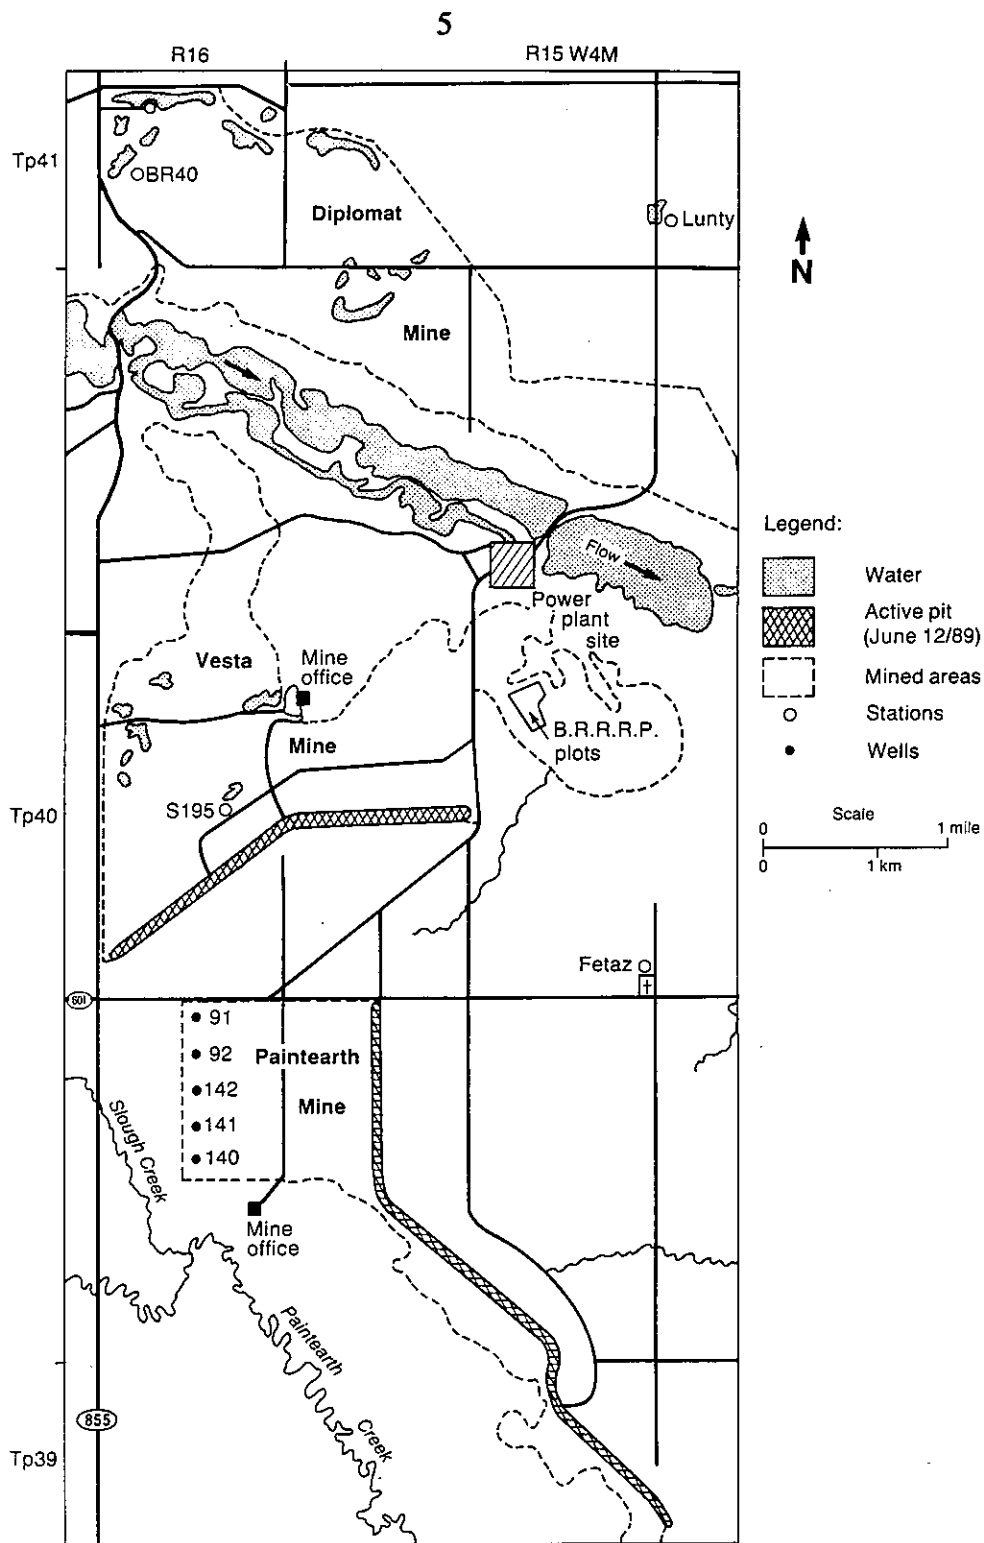 5
R16
R15 W4M
Tp41
BR40
Diplomat
Lunty
N
Mine
Legend:
Flow
Water
Power
plant
site
Active pit
(June 12/89)
Vesta
Mine
office
Mined areas
Mine
B.R.R.R.P.
plots
Stations
Wells
S195
Tp40
0
Scale
1 mile
0
1 km
Fetaz
601
91
92
Paintearth
142
Mine
141
140
Slough Creek
Mine
office
Paintearth
Creek
855
Tp39